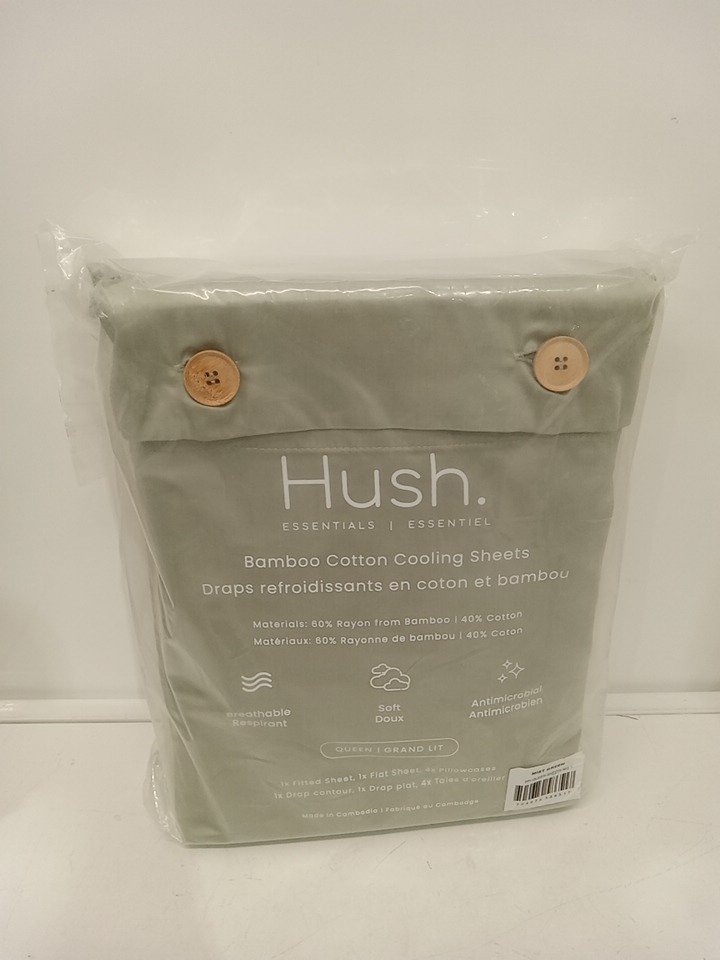 Hush.
ESSENTIALS | ESSENTIEL
Bamboo Cotton Cooling Sheets
Draps refroidissants en coton et bambou
Materials: 60% Rayon from Bamboo | 40% Cotton
Matériaux: 60% Rayonne de bambou | 40% Coton
Breathable
Respirant
Soft
Doux
Antimicrobial
Antimicrobien
QUEEN | GRAND LIT
1x Fitted Sheet, 1x Flat Sheet, 4x Pillowcases
1x Drap contour, 1x Drap plat, 4x Taies d'oreiller
Made in Cambodia | Fabriqué au Cambodge
MIST GREEN